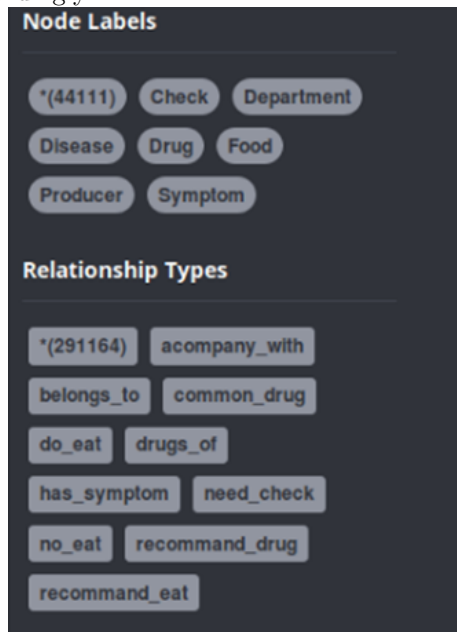 Node Labels
*(44111) Check Department
Disease Drug Food
Producer Symptom
Relationship Types
*(291164) acompany_with
belongs_to common_drug
do_eat drugs_of
has_symptom need_check
no_eat recommand_drug
recommand_eat